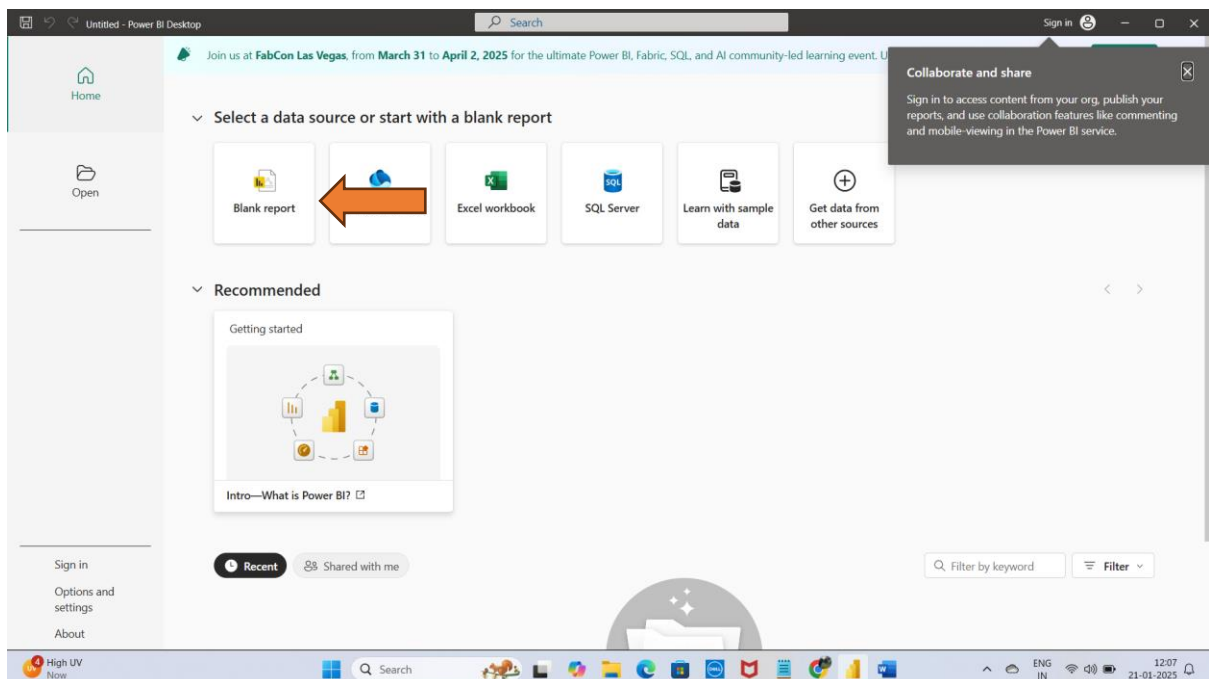 Untitled - Power BI Desktop
Search
Sign in
Join us at FabCon Las Vegas, from March 31 to April 2, 2025 for the ultimate Power BI, Fabric, SQL, and AI community-led learning event. U
Collaborate and share
Sign in to access content from your org, publish your
reports, and use collaboration features like commenting
and mobile-viewing in the Power BI service.
Home
Open
Select a data source or start with a blank report
Blank report
Excel workbook
SQL Server
SQL
Learn with sample
data
Get data from
other sources
Recommended
Getting started
Intro—What is Power BI?
Recent
Shared with me
Filter by keyword
Filter
Sign in
Options and
settings
About
High UV
Now
Search
ENG
IN
12:07
21-01-2025